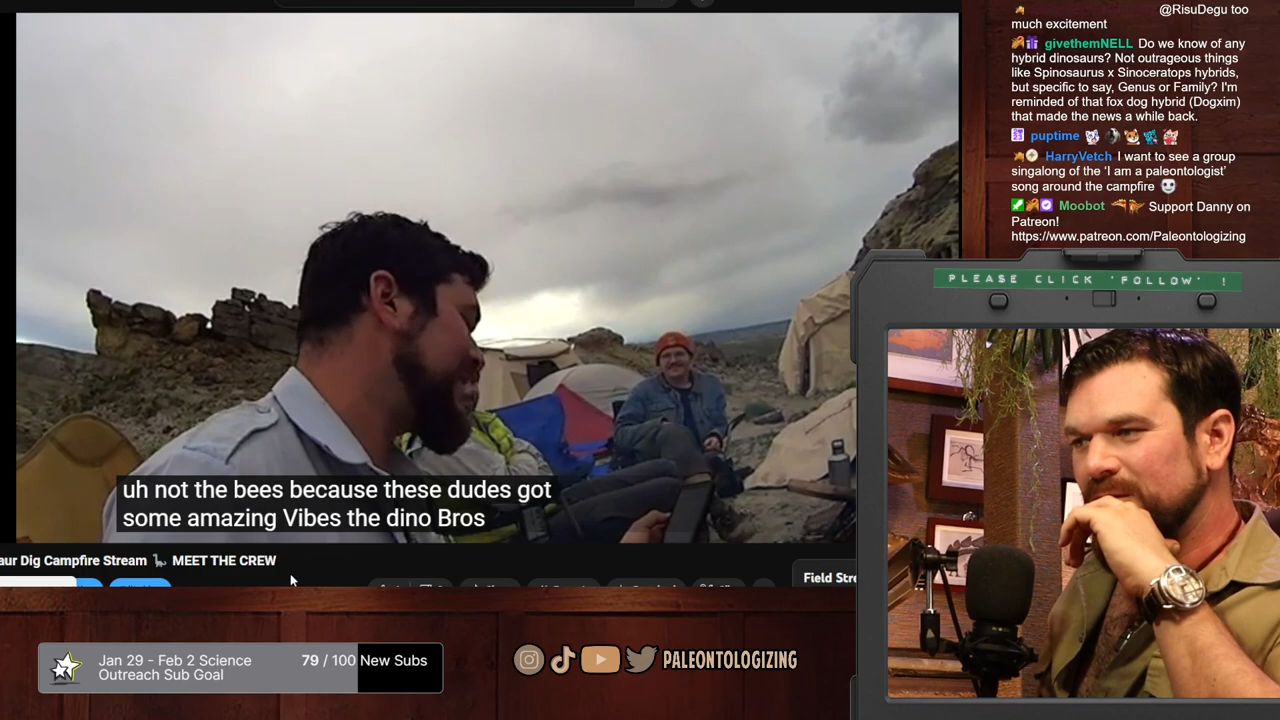 @RisuDegu too
much excitement
givethemNELL Do we know of any
hybrid dinosaurs? Not outrageous things
like Spinosaurus x Sinoceratops hybrids,
but specific to say, Genus or Family? I'm
reminded of that fox dog hybrid (Dogxim)
that made the news a while back.
puptime
HarryVetch I want to see a group
singalong of the 'I am a paleontologist'
song around the campfire
Moobot Support Danny on
Patreon!
https://www.patreon.com/Paleontologizing
PLEASE CLICK 'FOLLOW' !
uh not the bees because these dudes got
some amazing Vibes the dino Bros
aur Dig Campfire Stream MEET THE CREW
Field Stre
Jan 29 - Feb 2 Science
Outreach Sub Goal
79 / 100 New Subs
PALEONTOLOGIZING